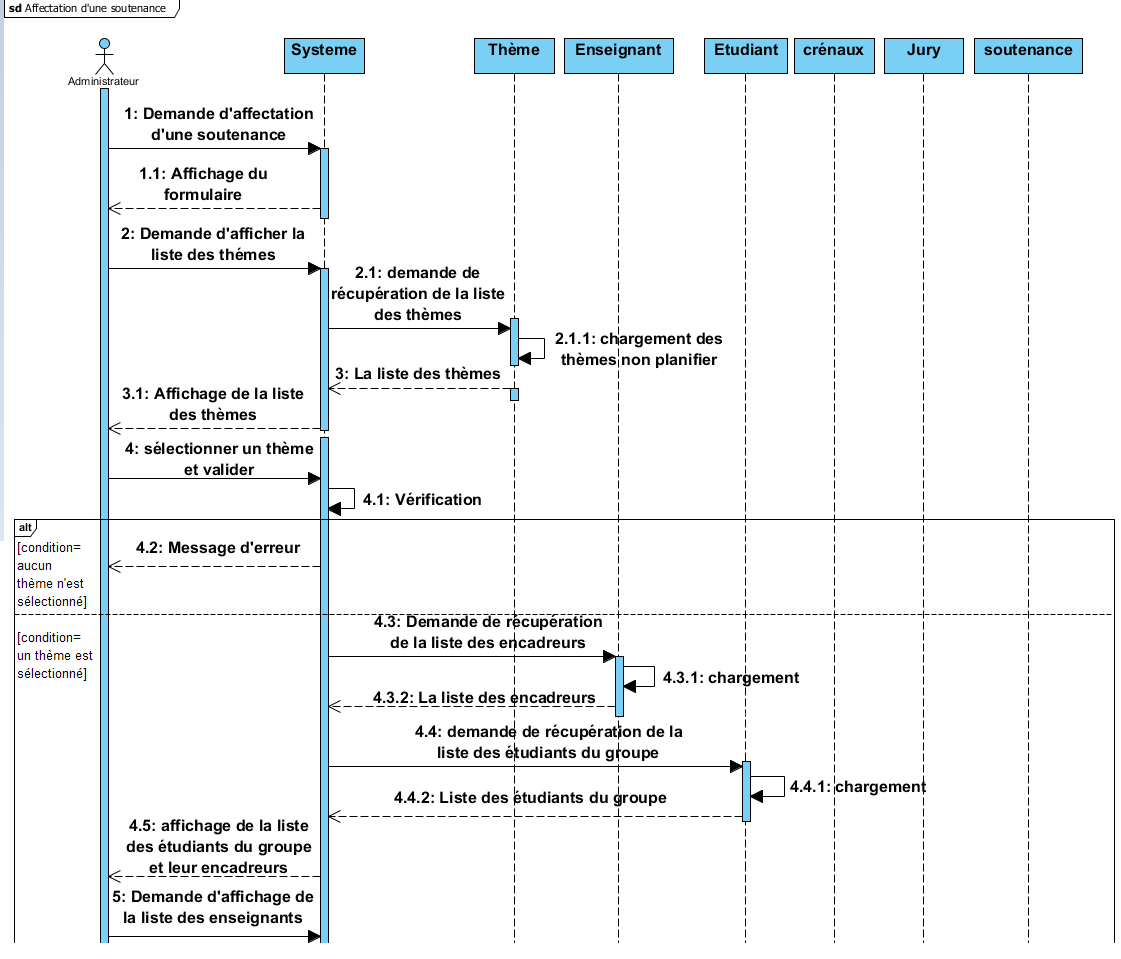 sd Affectation d'une soutenance
Administrateur
Systeme
Thème
Enseignant
Etudiant
crénaux
Jury
soutenance
1: Demande d'affectation
d'une soutenance
1.1: Affichage du
formulaire
2: Demande d'afficher la
liste des thémes
2.1: demande de
récupération de la liste
des thèmes
2.1.1: chargement des
thèmes non planifier
3: La liste des thèmes
3.1: Affichage de la liste
des thèmes
4: sélectionner un thème
et valider
4.1: Vérification
alt
[condition=
aucun
thème n'est
sélectionné]
4.2: Message d'erreur
[condition=
un thème est
sélectionné]
4.3: Demande de récupération
de la liste des encadreurs
4.3.1: chargement
4.3.2: La liste des encadreurs
4.4: demande de récupération de la
liste des étudiants du groupe
4.4.1: chargement
4.4.2: Liste des étudiants du groupe
4.5: affichage de la liste
des étudiants du groupe
et leur encadreurs
5: Demande d'affichage de
la liste des enseignants